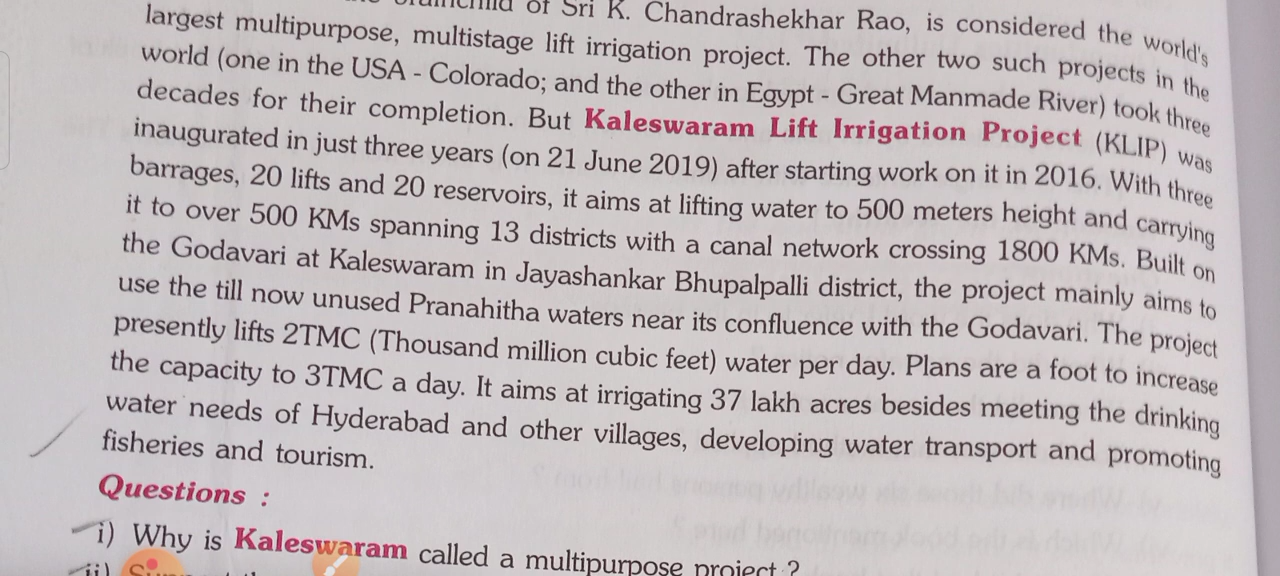 of Sri K. Chandrashekhar Rao, is considered the world's
largest multipurpose, multistage lift irrigation project. The other two such projects in the
world (one in the USA - Colorado; and the other in Egypt - Great Manmade River) took three
decades for their completion. But Kaleswaram Lift Irrigation Project (KLIP) was
inaugurated in just three years (on 21 June 2019) after starting work on it in 2016. With three
barrages, 20 lifts and 20 reservoirs, it aims at lifting water to 500 meters height and carrying
it to over 500 KMs spanning 13 districts with a canal network crossing 1800 KMs. Built on
the Godavari at Kaleswaram in Jayashankar Bhupalpalli district, the project mainly aims to
use the till now unused Pranahitha waters near its confluence with the Godavari. The project
presently lifts 2TMC (Thousand million cubic feet) water per day. Plans are a foot to increase
the capacity to 3TMC a day. It aims at irrigating 37 lakh acres besides meeting the drinking
water needs of Hyderabad and other villages, developing water transport and promoting
fisheries and tourism.
Questions :
i) Why is Kaleswaram called a multipurpose project ?
ii)